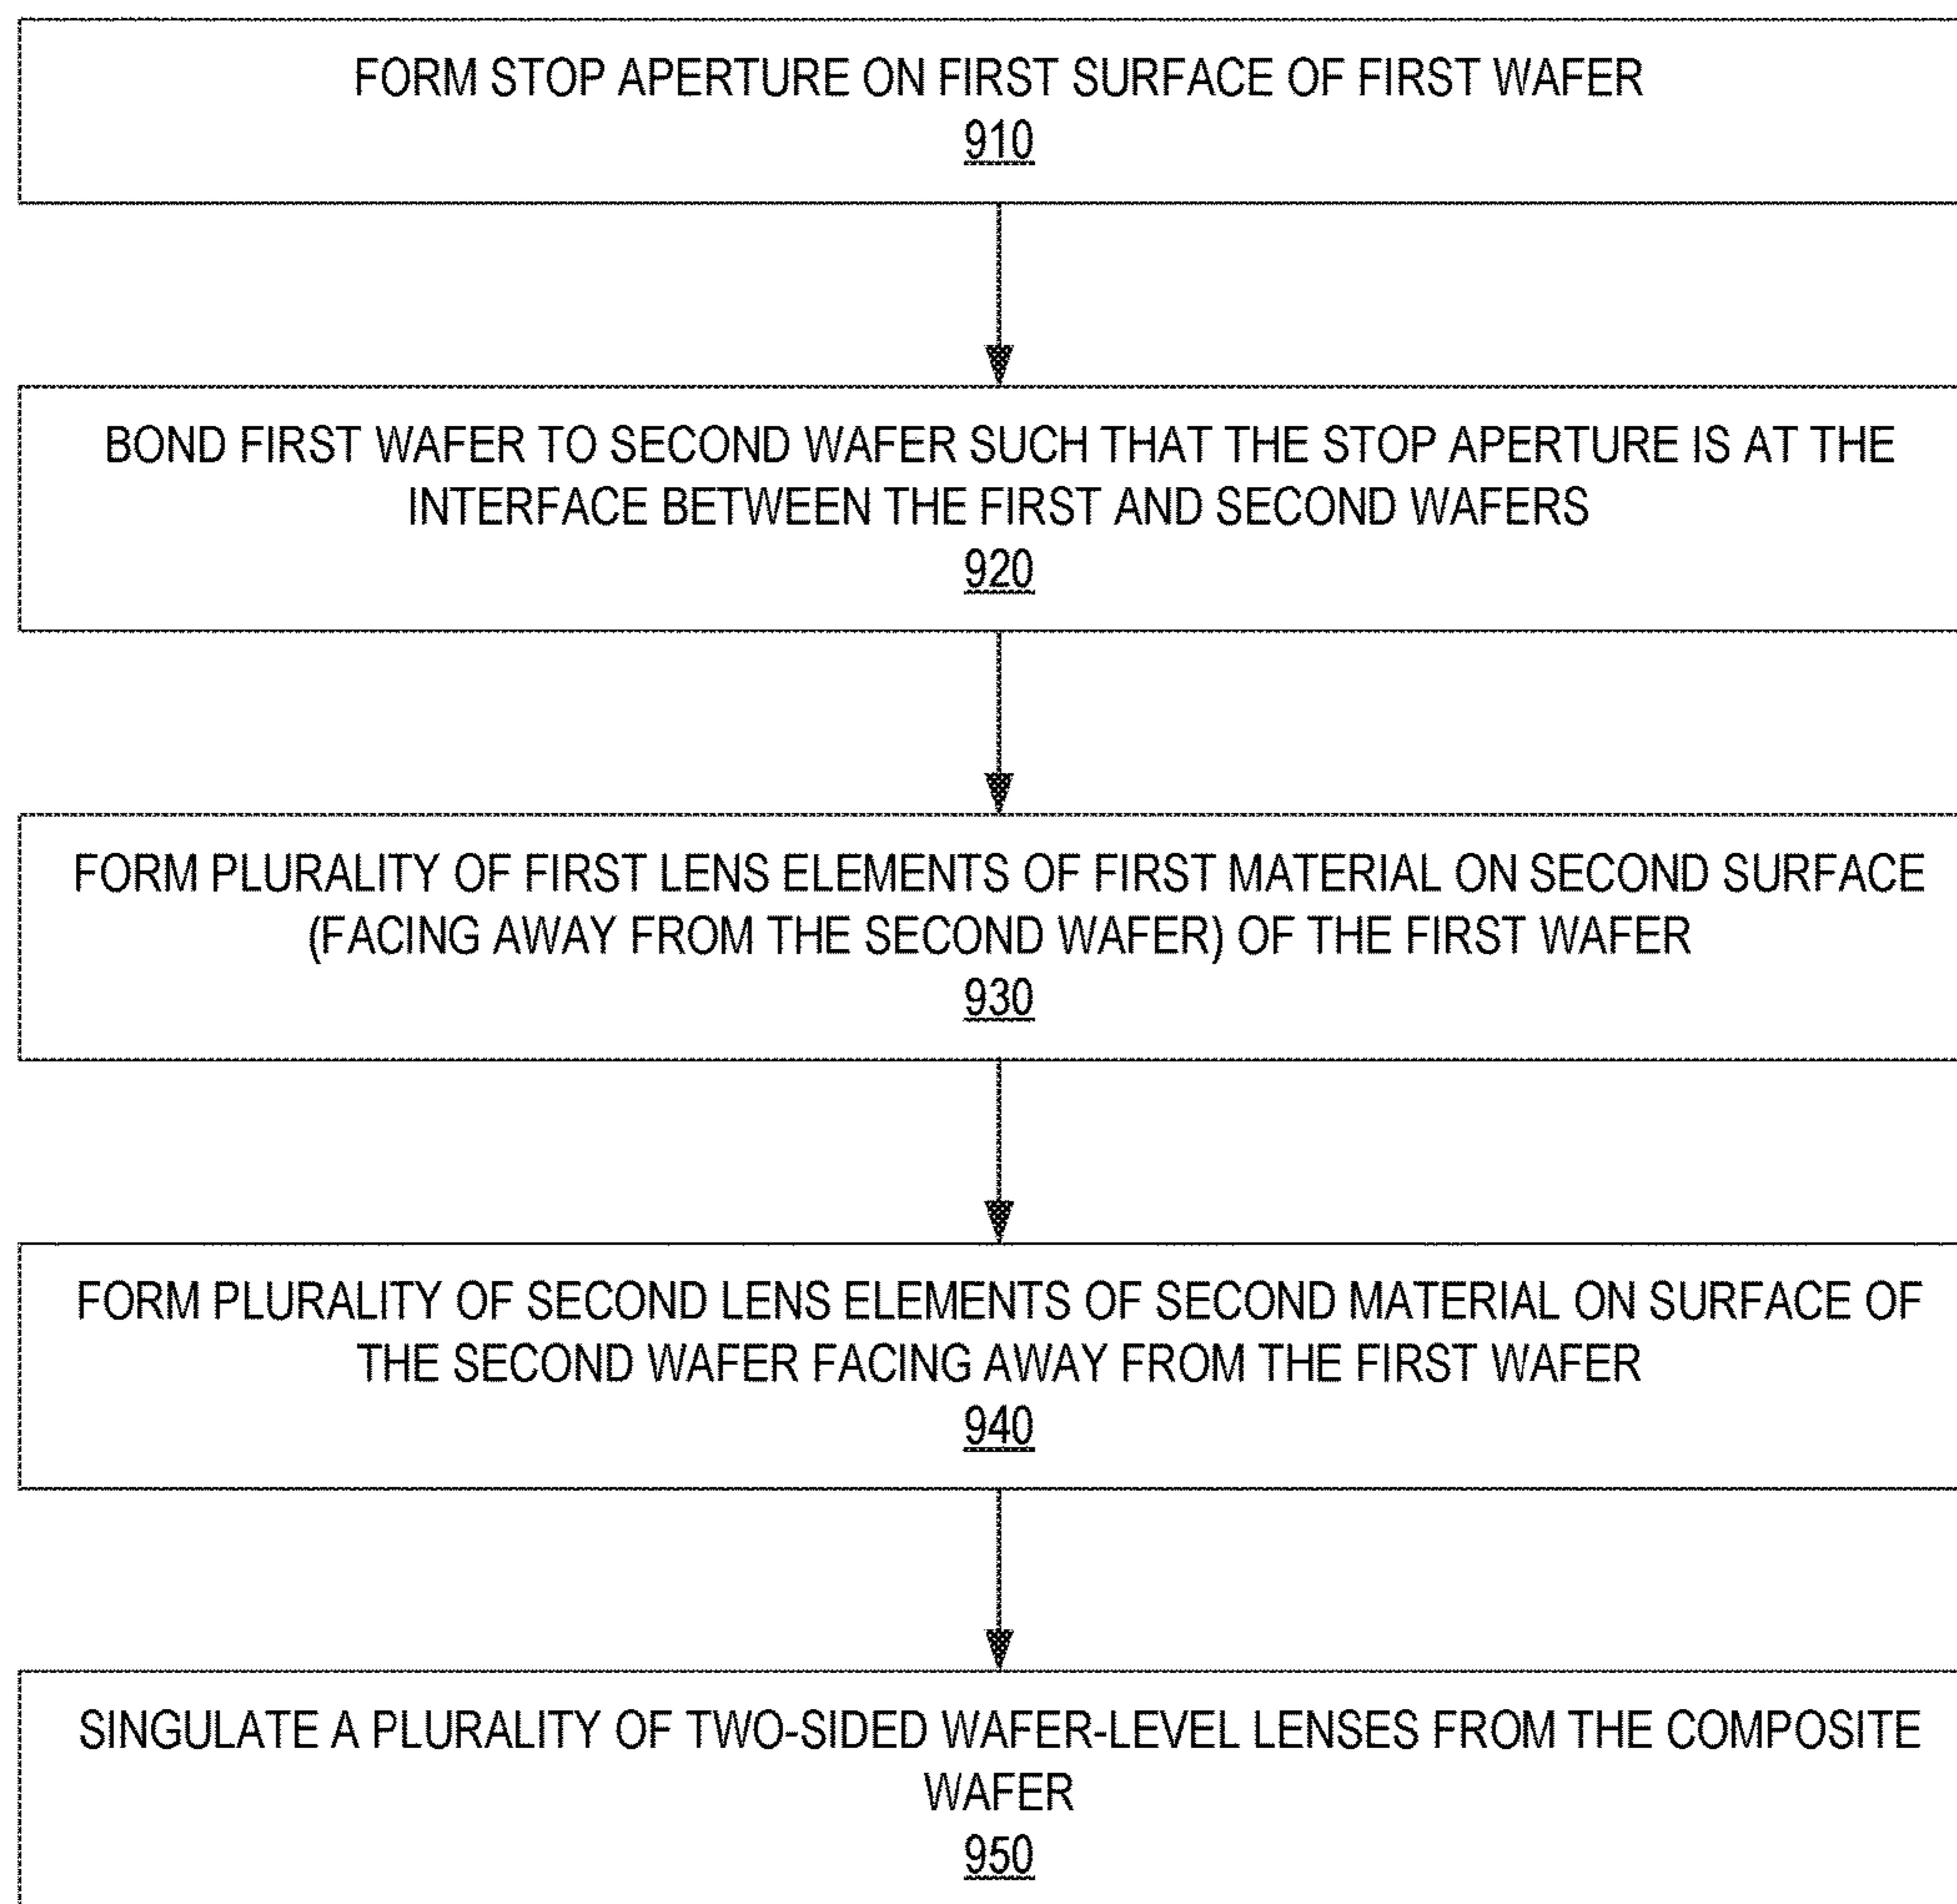 FORM STOP APERTURE ON FIRST SURFACE OF FIRST WAFER
910
BOND FIRST WAFER TO SECOND WAFER SUCH THAT THE STOP APERTURE IS AT THE
INTERFACE BETWEEN THE FIRST AND SECOND WAFERS
920
FORM PLURALITY OF FIRST LENS ELEMENTS OF FIRST MATERIAL ON SECOND SURFACE
(FACING AWAY FROM THE SECOND WAFER) OF THE FIRST WAFER
930
FORM PLURALITY OF SECOND LENS ELEMENTS OF SECOND MATERIAL ON SURFACE OF
THE SECOND WAFER FACING AWAY FROM THE FIRST WAFER
940
SINGULATE A PLURALITY OF TWO-SIDED WAFER-LEVEL LENSES FROM THE COMPOSITE
WAFER
950